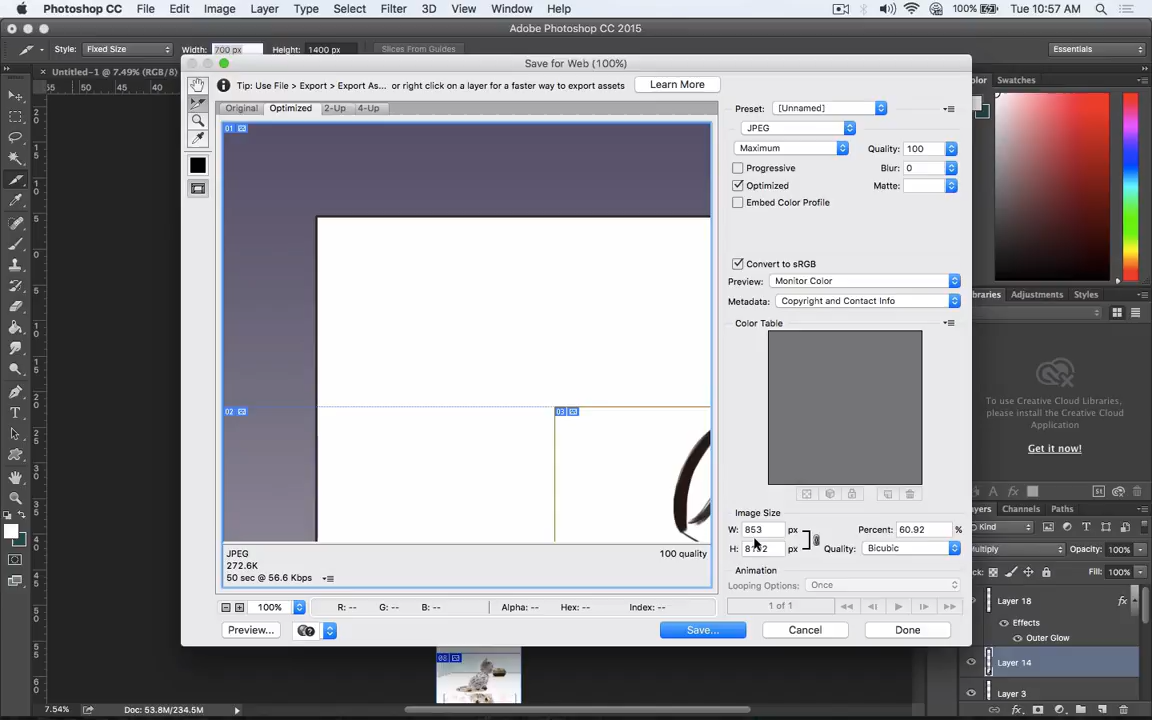 Photoshop CC File Edit Image Layer Type Select Filter 3D View Window Help 100% Tue 10:57 AM
Adobe Photoshop CC 2015
Style: Fixed Size Width: 700 px Height: 1400 px Slices From Guides Essentials
Save for Web (100%)
Untitled-1 @ 7.49% (RGB/8)
Color Swatches
Tip: Use File > Export > Export As... or right click on a layer for a faster way to export assets Learn More
Original Optimized 2-Up 4-Up
Preset: [Unnamed]
JPEG
Maximum Quality: 100
Progressive Blur: 0
Optimized Matte:
Embed Color Profile
Convert to sRGB
Preview: Monitor Color
Metadata: Copyright and Contact Info
Color Table
braries Adjustments Styles
To use Creative Cloud Libraries,
please install the Creative Cloud
Application
Get it now!
01
02
03
Image Size
W: 853 px Percent: 60.92 %
H: px Quality: Bicubic
Animation
Looping Options: Once
1 of 1
JPEG 100 quality
272.6K
50 sec @ 56.6 Kbps
100% R: -- G: -- B: -- Alpha: -- Hex: -- Index: --
Preview... Save... Cancel Done
ayers Channels Paths
Kind
Multiply Opacity: 100%
Fill: 100%
Layer 18 fx
Effects
Outer Glow
Layer 14
Layer 3
08
7.54% Doc: 53.8M/234.5M